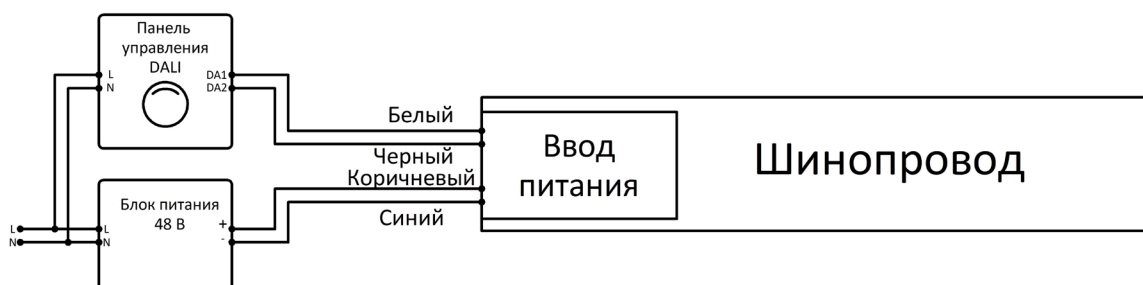 Панель
управления
DALI
L
N
DA1
DA2
Белый
Черный
Коричневый
Синий
Ввод
питания
Шинопровод
Блок питания
48 В
L
N
L
N
+
-